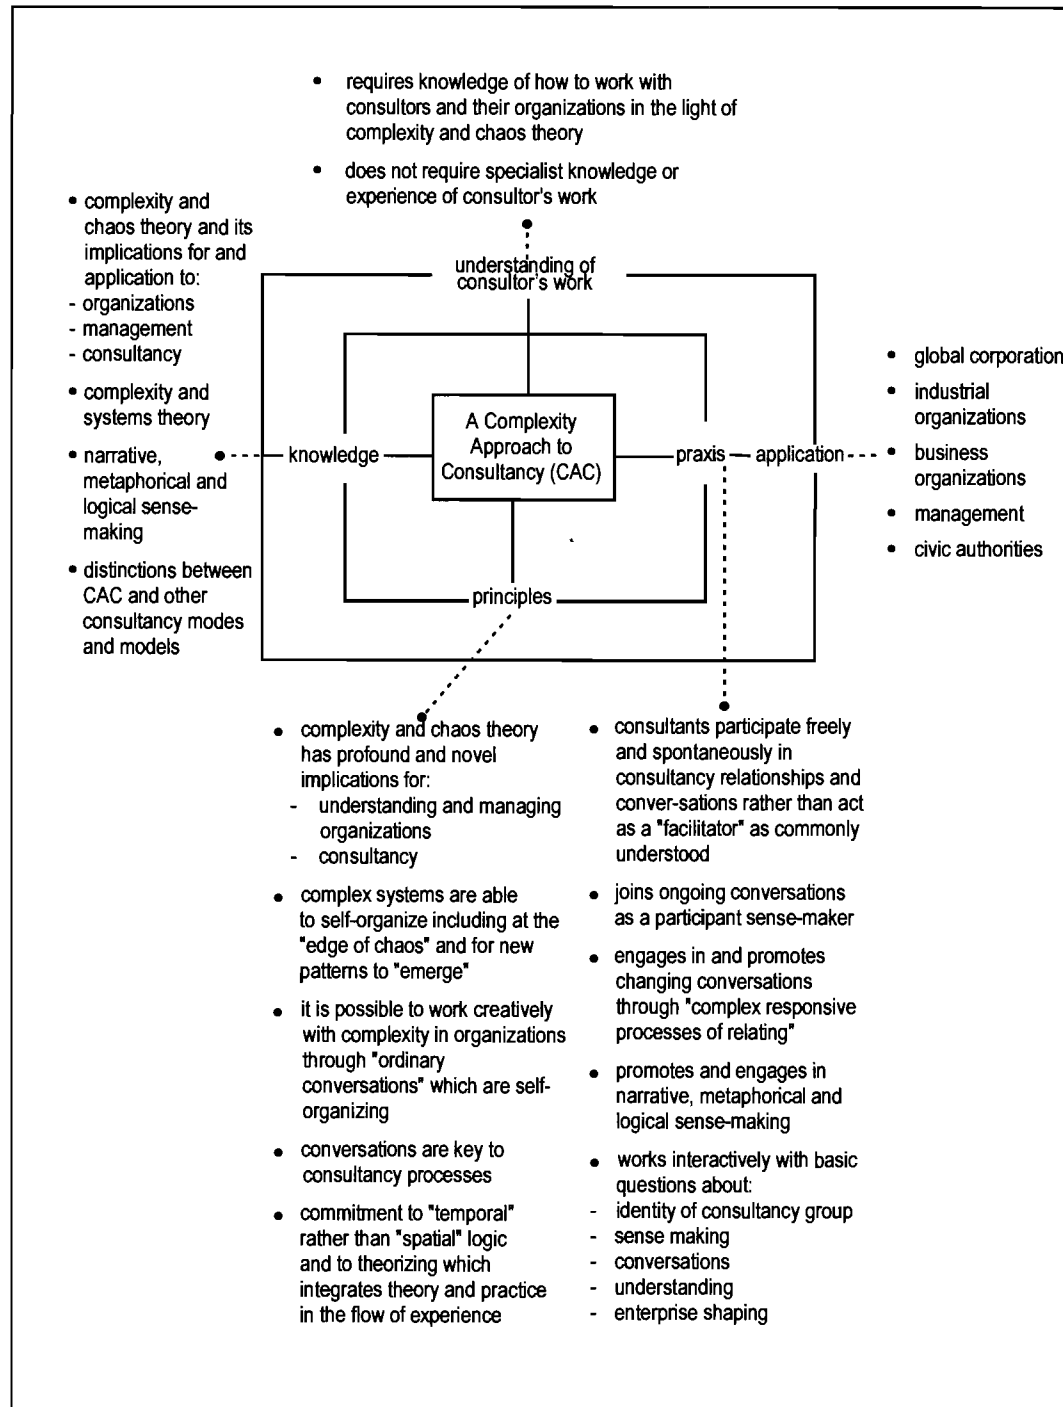 • requires knowledge of how to work with
consultors and their organizations in the light of
complexity and chaos theory
• does not require specialist knowledge or
experience of consultor's work
• complexity and
chaos theory and its
implications for and
application to:
- organizations
- management
- consultancy
• complexity and
systems theory
• narrative,
metaphorical and
logical sense-
making
• distinctions between
CAC and other
consultancy modes
and models
understanding of
consultor's work
knowledge
A Complexity
Approach to
Consultancy (CAC)
praxis
application
principles
• global corporation
• industrial
organizations
• business
organizations
• management
• civic authorities
• complexity and chaos theory
has profound and novel
implications for:
- understanding and managing
organizations
- consultancy
• complex systems are able
to self-organize including at the
"edge of chaos" and for new
patterns to "emerge"
• it is possible to work creatively
with complexity in organizations
through "ordinary
conversations" which are self-
organizing
• conversations are key to
consultancy processes
• commitment to "temporal"
rather than "spatial" logic
and to theorizing which
integrates theory and practice
in the flow of experience
• consultants participate freely
and spontaneously in
consultancy relationships and
conver-sations rather than act
as a "facilitator" as commonly
understood
• joins ongoing conversations
as a participant sense-maker
• engages in and promotes
changing conversations
through "complex responsive
processes of relating"
• promotes and engages in
narrative, metaphorical and
logical sense-making
• works interactively with basic
questions about:
- identity of consultancy group
- sense making
- conversations
- understanding
- enterprise shaping